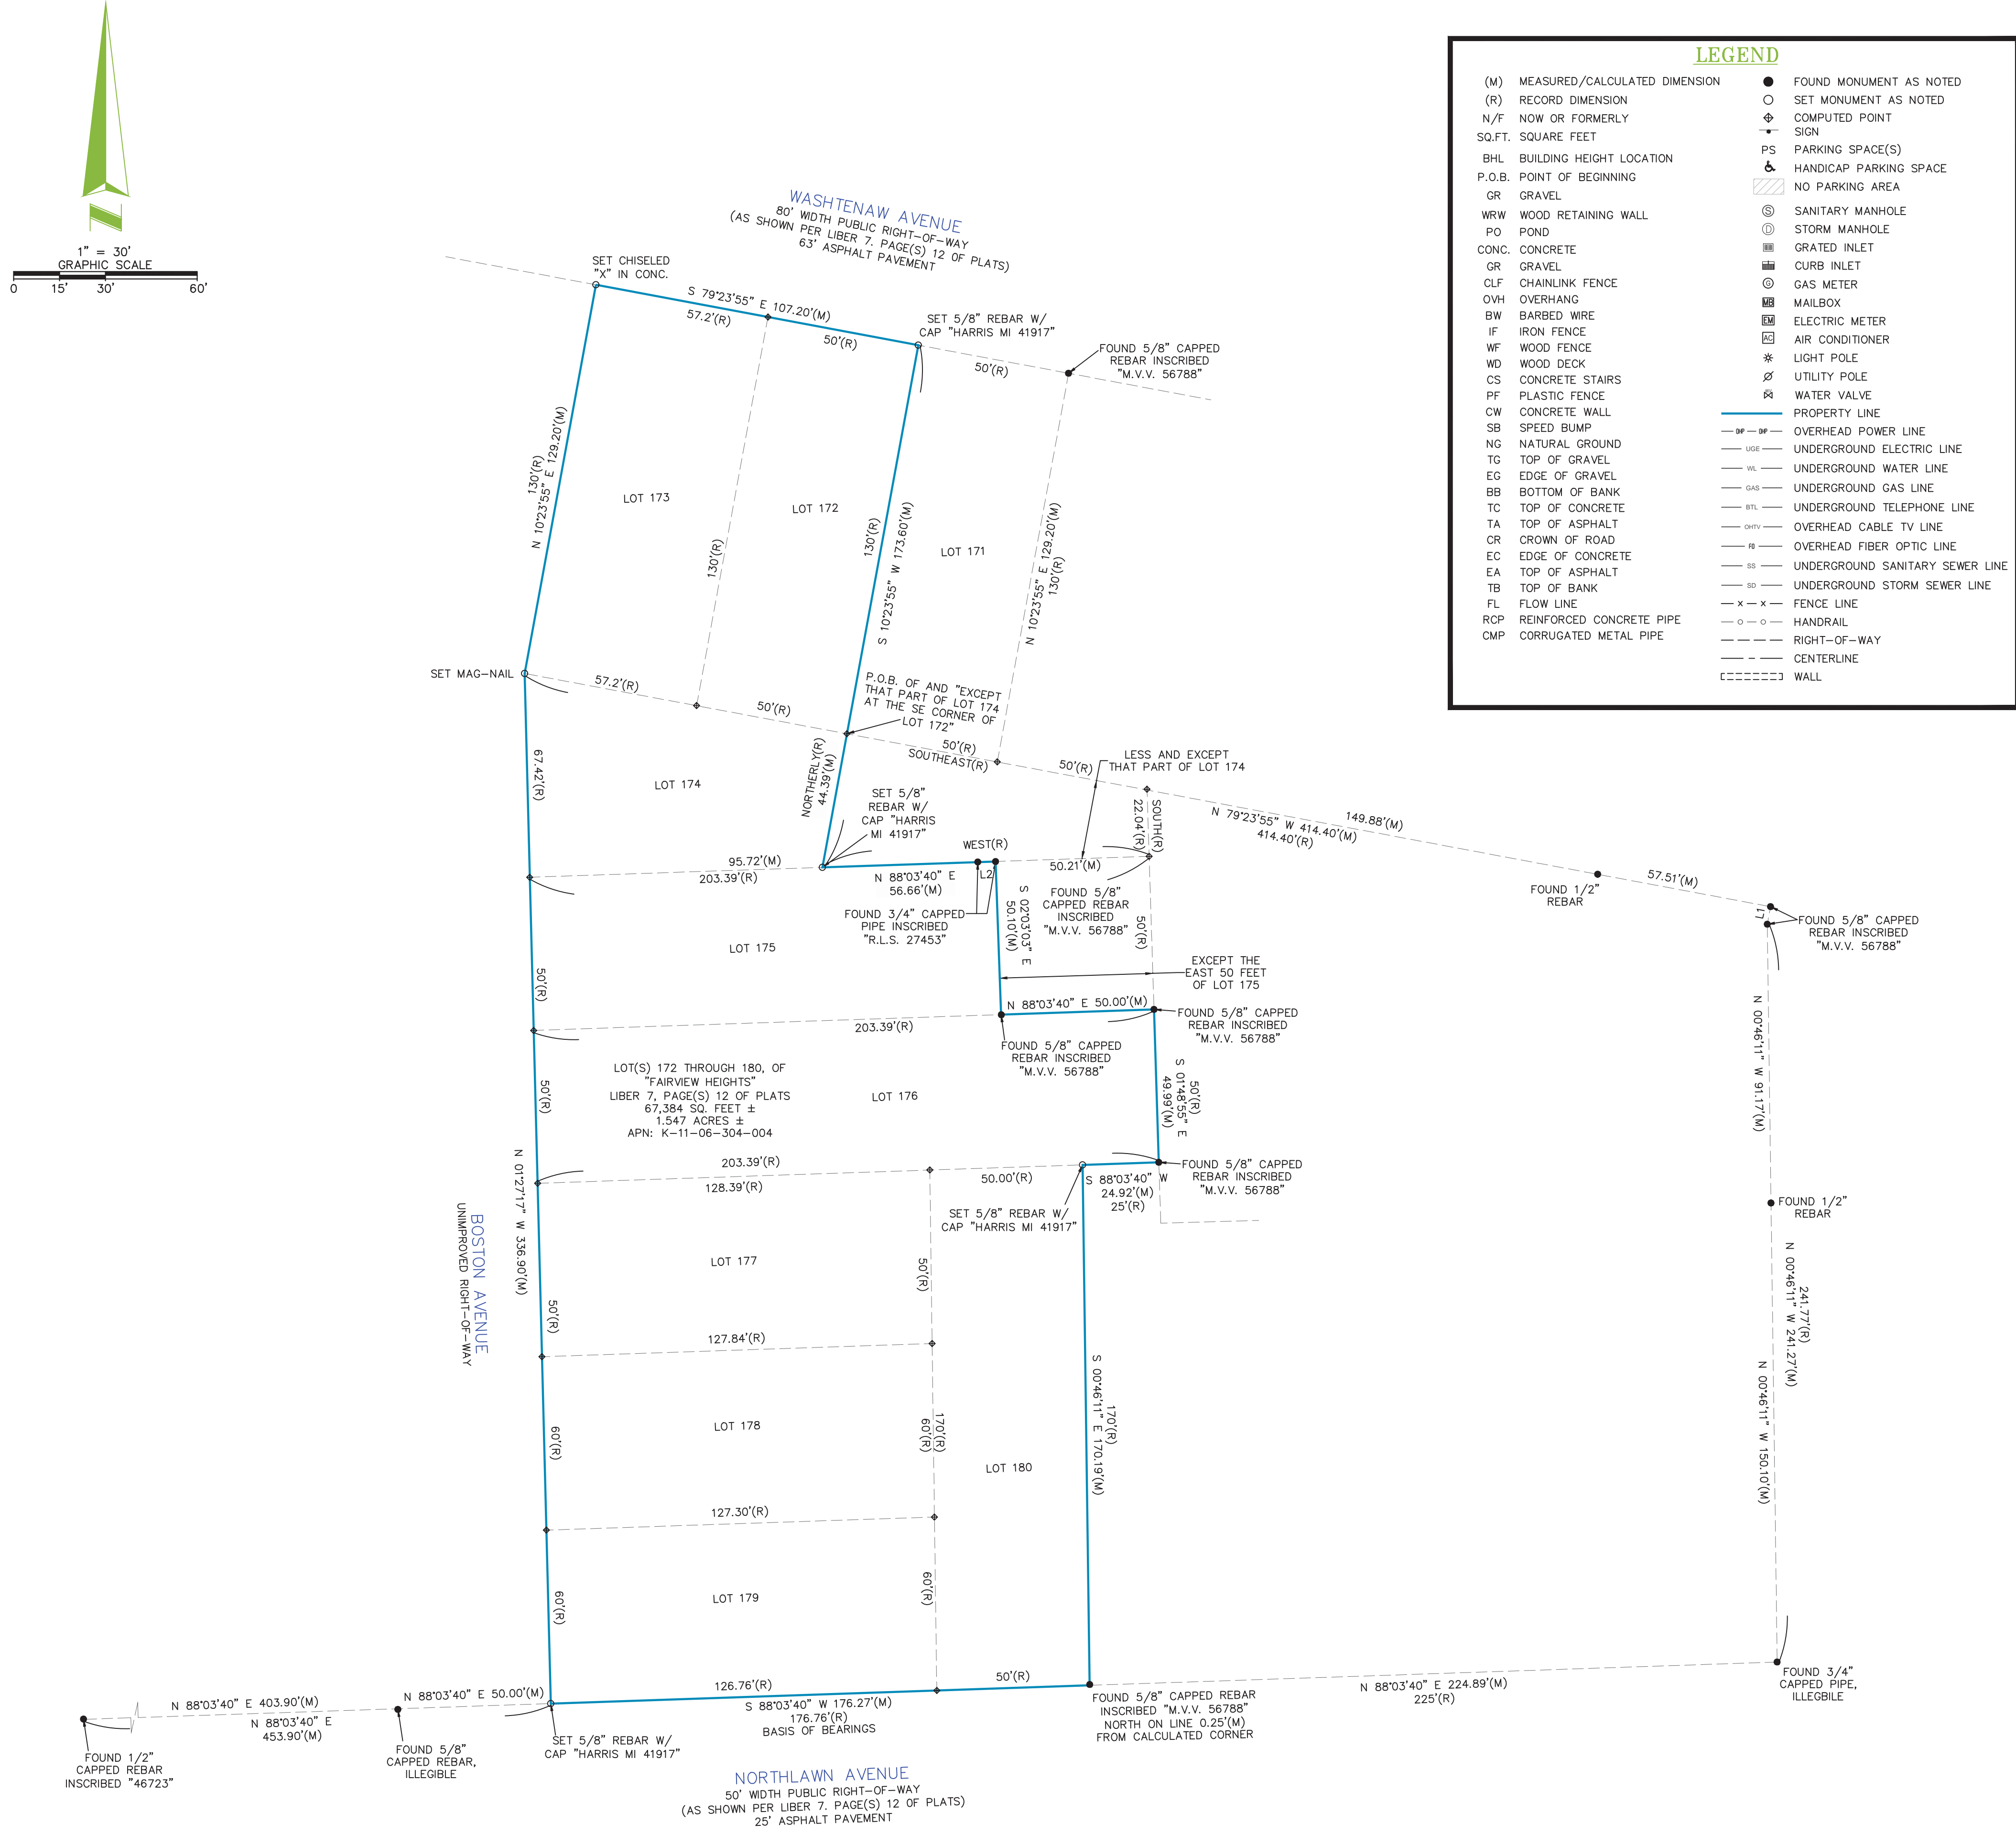 1" = 30'
GRAPHIC SCALE
0 15' 30' 60'
LEGEND
(M) MEASURED/CALCULATED DIMENSION
(R) RECORD DIMENSION
N/F NOW OR FORMERLY
SQ.FT. SQUARE FEET
BHL BUILDING HEIGHT LOCATION
P.O.B. POINT OF BEGINNING
GR GRAVEL
WRW WOOD RETAINING WALL
PO POND
CONC. CONCRETE
GR GRAVEL
CLF CHAINLINK FENCE
OVH OVERHANG
BW BARBED WIRE
IF IRON FENCE
WF WOOD FENCE
WD WOOD DECK
CS CONCRETE STAIRS
PF PLASTIC FENCE
CW CONCRETE WALL
SB SPEED BUMP
NG NATURAL GROUND
TG TOP OF GRAVEL
EG EDGE OF GRAVEL
BB BOTTOM OF BANK
TC TOP OF CONCRETE
TA TOP OF ASPHALT
CR CROWN OF ROAD
EC EDGE OF CONCRETE
EA TOP OF ASPHALT
TB TOP OF BANK
FL FLOW LINE
RCP REINFORCED CONCRETE PIPE
CMP CORRUGATED METAL PIPE
FOUND MONUMENT AS NOTED
SET MONUMENT AS NOTED
COMPUTED POINT
SIGN
PS PARKING SPACE(S)
HANDICAP PARKING SPACE
NO PARKING AREA
S SANITARY MANHOLE
D STORM MANHOLE
GRATED INLET
CURB INLET
G GAS METER
MB MAILBOX
EM ELECTRIC METER
AC AIR CONDITIONER
LIGHT POLE
UTILITY POLE
WATER VALVE
PROPERTY LINE
OHP OHP OVERHEAD POWER LINE
UGE UNDERGROUND ELECTRIC LINE
WL UNDERGROUND WATER LINE
GAS UNDERGROUND GAS LINE
BTL UNDERGROUND TELEPHONE LINE
OHTV OVERHEAD CABLE TV LINE
OVERHEAD FIBER OPTIC LINE
SS UNDERGROUND SANITARY SEWER LINE
SD UNDERGROUND STORM SEWER LINE
x x FENCE LINE
HANDRAIL
RIGHT-OF-WAY
CENTERLINE
WALL
WASHTENAW AVENUE
80' WIDTH PUBLIC RIGHT-OF-WAY
(AS SHOWN PER LIBER 7. PAGE(S) 12 OF PLATS)
63' ASPHALT PAVEMENT
SET CHISELED
"X" IN CONC.
S 79°23'55" E 107.20'(M)
57.2'(R)
50'(R)
SET 5/8" REBAR W/
CAP "HARRIS MI 41917"
50'(R)
FOUND 5/8" CAPPED
REBAR INSCRIBED
"M.V.V. 56788"
130'(R)
N 10°23'55" E 129.20'(M)
LOT 173
130'(R)
LOT 172
130'(R)
S 10°23'55" W 173.60'(M)
LOT 171
N 10°23'55" E 129.20'(M)
130'(R)
SET MAG-NAIL
57.2'(R)
50'(R)
P.O.B. OF AND "EXCEPT
THAT PART OF LOT 174
AT THE SE CORNER OF
LOT 172"
50'(R)
SOUTHEAST(R)
50'(R)
LESS AND EXCEPT
THAT PART OF LOT 174
67.42'(R)
LOT 174
NORTHERLY(R)
44.39'(M)
SET 5/8"
REBAR W/
CAP "HARRIS
MI 41917"
SOUTH(R)
22.04'(R)
N 79°23'55" W 414.40'(M)
414.40'(R)
149.88'(M)
57.51'(M)
FOUND 1/2"
REBAR
L1
FOUND 5/8" CAPPED
REBAR INSCRIBED
"M.V.V. 56788"
95.72'(M)
203.39'(R)
WEST(R)
N 88°03'40" E
56.66'(M)
L2
50.21'(M)
FOUND 3/4" CAPPED
PIPE INSCRIBED
"R.L.S. 27453"
S 02°03'03" E
50.10'(M)
FOUND 5/8"
CAPPED REBAR
INSCRIBED
"M.V.V. 56788"
50'(R)
LOT 175
50'(R)
EXCEPT THE
EAST 50 FEET
OF LOT 175
N 88°03'40" E 50.00'(M)
203.39'(R)
FOUND 5/8" CAPPED
REBAR INSCRIBED
"M.V.V. 56788"
FOUND 5/8" CAPPED
REBAR INSCRIBED
"M.V.V. 56788"
N 00°46'11" W 91.17'(M)
LOT(S) 172 THROUGH 180, OF
"FAIRVIEW HEIGHTS"
LIBER 7, PAGE(S) 12 OF PLATS
67,384 SQ. FEET ±
1.547 ACRES ±
APN: K-11-06-304-004
50'(R)
LOT 176
50'(R)
S 01°48'55" E
49.99'(M)
203.39'(R)
128.39'(R)
50.00'(R)
S 88°03'40" W
24.92'(M)
25'(R)
FOUND 5/8" CAPPED
REBAR INSCRIBED
"M.V.V. 56788"
SET 5/8" REBAR W/
CAP "HARRIS MI 41917"
FOUND 1/2"
REBAR
N 01°27'17" W 336.90'(M)
BOSTON AVENUE
UNIMPROVED RIGHT-OF-WAY
LOT 177
50'(R)
50'(R)
127.84'(R)
241.77'(R)
N 00°46'11" W 241.27'(M)
N 00°46'11" W 150.10'(M)
170'(R)
S 00°46'11" E 170.19'(M)
60'(R)
LOT 178
170'(R)
60'(R)
LOT 180
127.30'(R)
60'(R)
LOT 179
60'(R)
126.76'(R)
50'(R)
S 88°03'40" W 176.27'(M)
176.76'(R)
BASIS OF BEARINGS
N 88°03'40" E 403.90'(M)
N 88°03'40" E 50.00'(M)
N 88°03'40" E
453.90'(M)
FOUND 1/2"
CAPPED REBAR
INSCRIBED "46723"
FOUND 5/8"
CAPPED REBAR,
ILLEGIBLE
SET 5/8" REBAR W/
CAP "HARRIS MI 41917"
FOUND 5/8" CAPPED REBAR
INSCRIBED "M.V.V. 56788"
NORTH ON LINE 0.25'(M)
FROM CALCULATED CORNER
N 88°03'40" E 224.89'(M)
225'(R)
FOUND 3/4"
CAPPED PIPE,
ILLEGBILE
NORTHLAWN AVENUE
50' WIDTH PUBLIC RIGHT-OF-WAY
(AS SHOWN PER LIBER 7. PAGE(S) 12 OF PLATS)
25' ASPHALT PAVEMENT